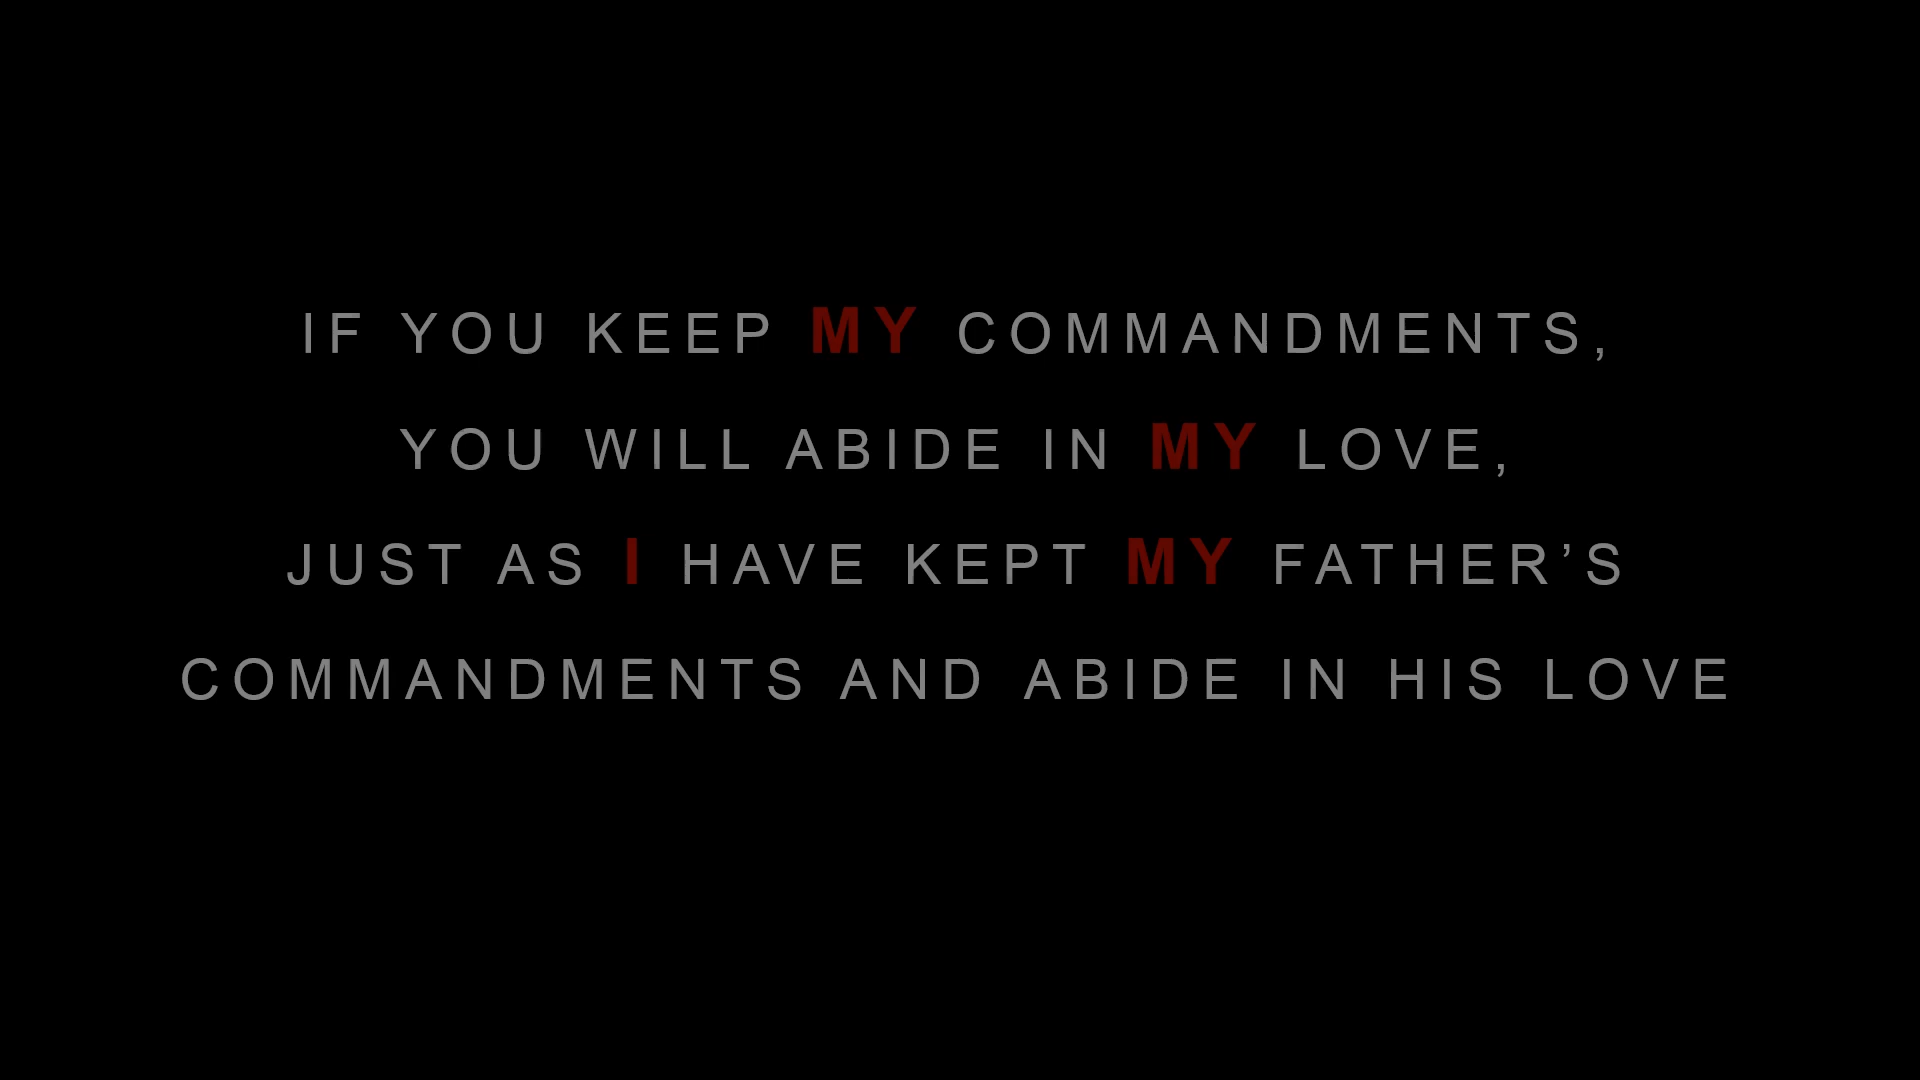 IF YOU KEEP MY COMMANDMENTS,
YOU WILL ABIDE IN MY LOVE,
JUST AS I HAVE KEPT MY FATHER’S
COMMANDMENTS AND ABIDE IN HIS LOVE